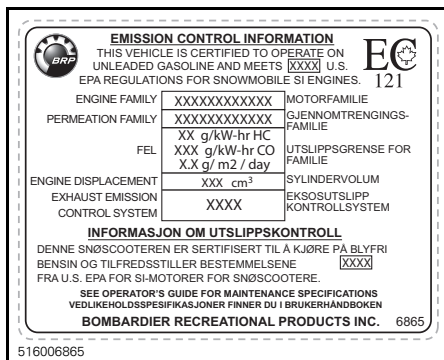 EMISSION CONTROL INFORMATION
THIS VEHICLE IS CERTIFIED TO OPERATE ON
UNLEADED GASOLINE AND MEETS XXXX U.S.
EPA REGULATIONS FOR SNOWMOBILE SI ENGINES.
BRP
EC
121
ENGINE FAMILY XXXXXXXXXXXX MOTORFAMILIE
PERMEATION FAMILY XXXXXXXXXXXX GJENNOMTRENGINGS-
FAMILIE
XX g/kW-hr HC
FEL XXX g/kW-hr CO UTSLIPPSGRENSE FOR
X.X g/ m2 / day FAMILIE
ENGINE DISPLACEMENT XXX cm³ SYLINDERVOLUM
EXHAUST EMISSION XXXX EKSOSUTSLIPP
CONTROL SYSTEM KONTROLLSYSTEM
INFORMASJON OM UTSLIPPSKONTROLL
DENNE SNØSCOOTEREN ER SERTIFISERT TIL Å KJØRE PÅ BLYFRI
BENSIN OG TILFREDSSTILLER BESTEMMELSENE XXXX
FRA U.S. EPA FOR SI-MOTORER FOR SNØSCOOTERE.
SEE OPERATOR'S GUIDE FOR MAINTENANCE SPECIFICATIONS
VEDLIKEHOLDSSPESIFIKASJONER FINNER DU I BRUKERHÅNDBOKEN
BOMBARDIER RECREATIONAL PRODUCTS INC. 6865
516006865